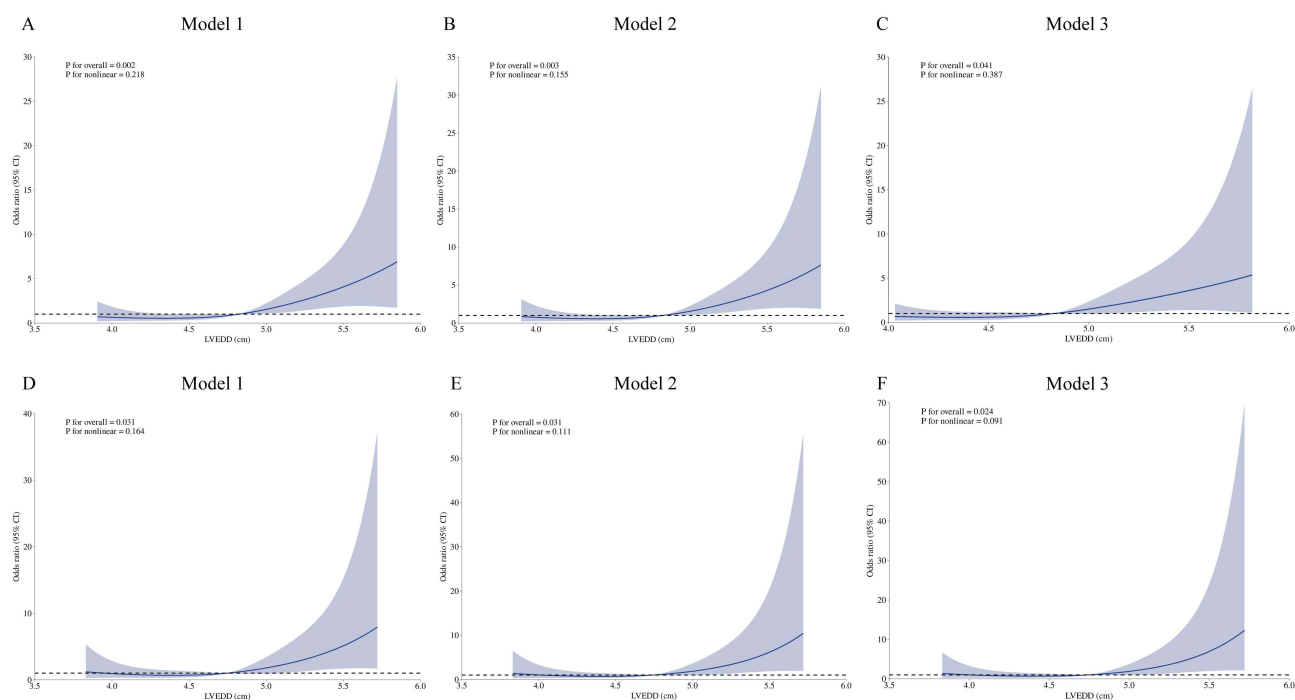 A Model 1
P for overall = 0.002
P for nonlinear = 0.218
Odds ratio (95% CI)
30
25
20
15
10
5
0
3.5 4.0 4.5 5.0 5.5 6.0
LVEDD (cm)
B Model 2
P for overall = 0.003
P for nonlinear = 0.155
Odds ratio (95% CI)
35
30
25
20
15
10
5
0
3.5 4.0 4.5 5.0 5.5 6.0
LVEDD (cm)
C Model 3
P for overall = 0.041
P for nonlinear = 0.387
Odds ratio (95% CI)
30
25
20
15
10
5
0
4.0 4.5 5.0 5.5 6.0
LVEDD (cm)
D Model 1
P for overall = 0.031
P for nonlinear = 0.164
Odds ratio (95% CI)
40
30
20
10
0
3.5 4.0 4.5 5.0 5.5 6.0
LVEDD (cm)
E Model 2
P for overall = 0.031
P for nonlinear = 0.111
Odds ratio (95% CI)
60
50
40
30
20
10
0
3.5 4.0 4.5 5.0 5.5 6.0
LVEDD (cm)
F Model 3
P for overall = 0.024
P for nonlinear = 0.091
Odds ratio (95% CI)
70
60
50
40
30
20
10
0
3.5 4.0 4.5 5.0 5.5 6.0
LVEDD (cm)